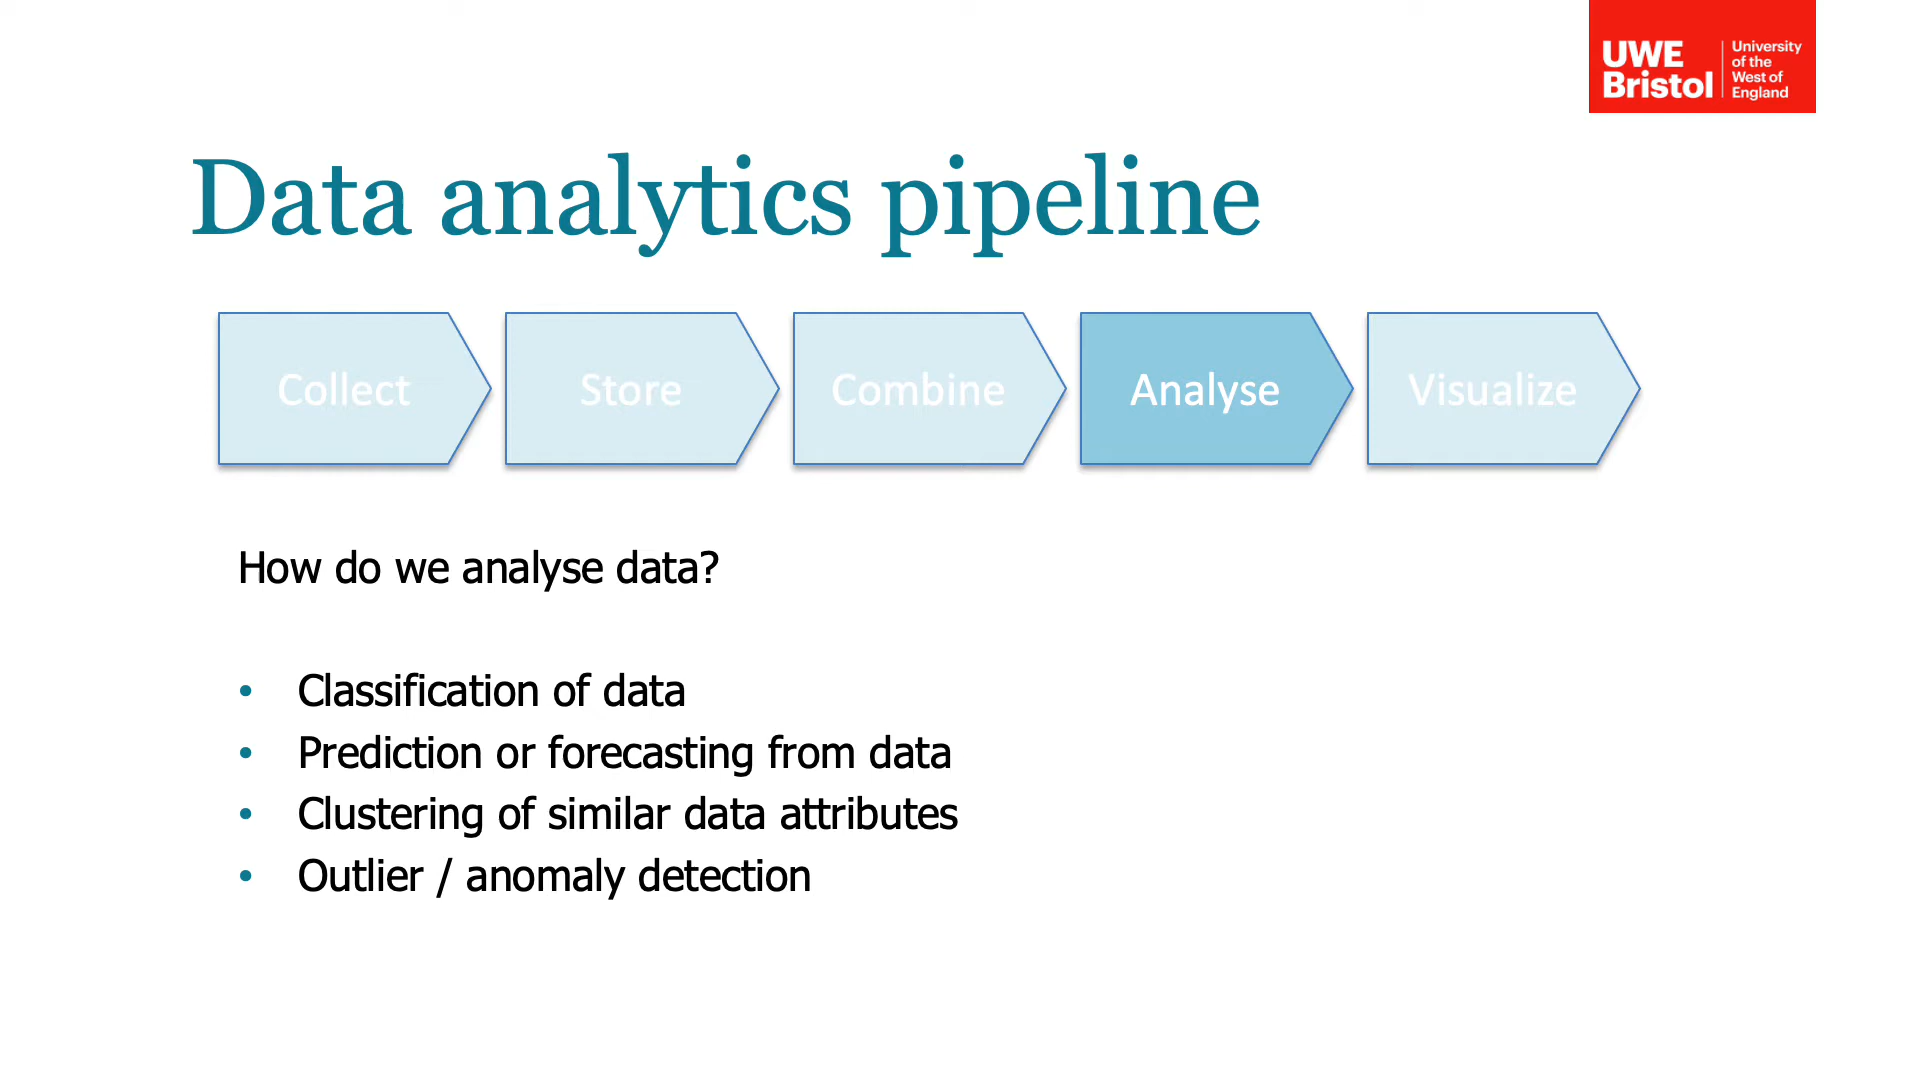 UWE
Bristol
University
of the
West of
England
Data analytics pipeline
Collect
Store
Combine
Analyse
Visualize
How do we analyse data?
• Classification of data
• Prediction or forecasting from data
• Clustering of similar data attributes
• Outlier / anomaly detection